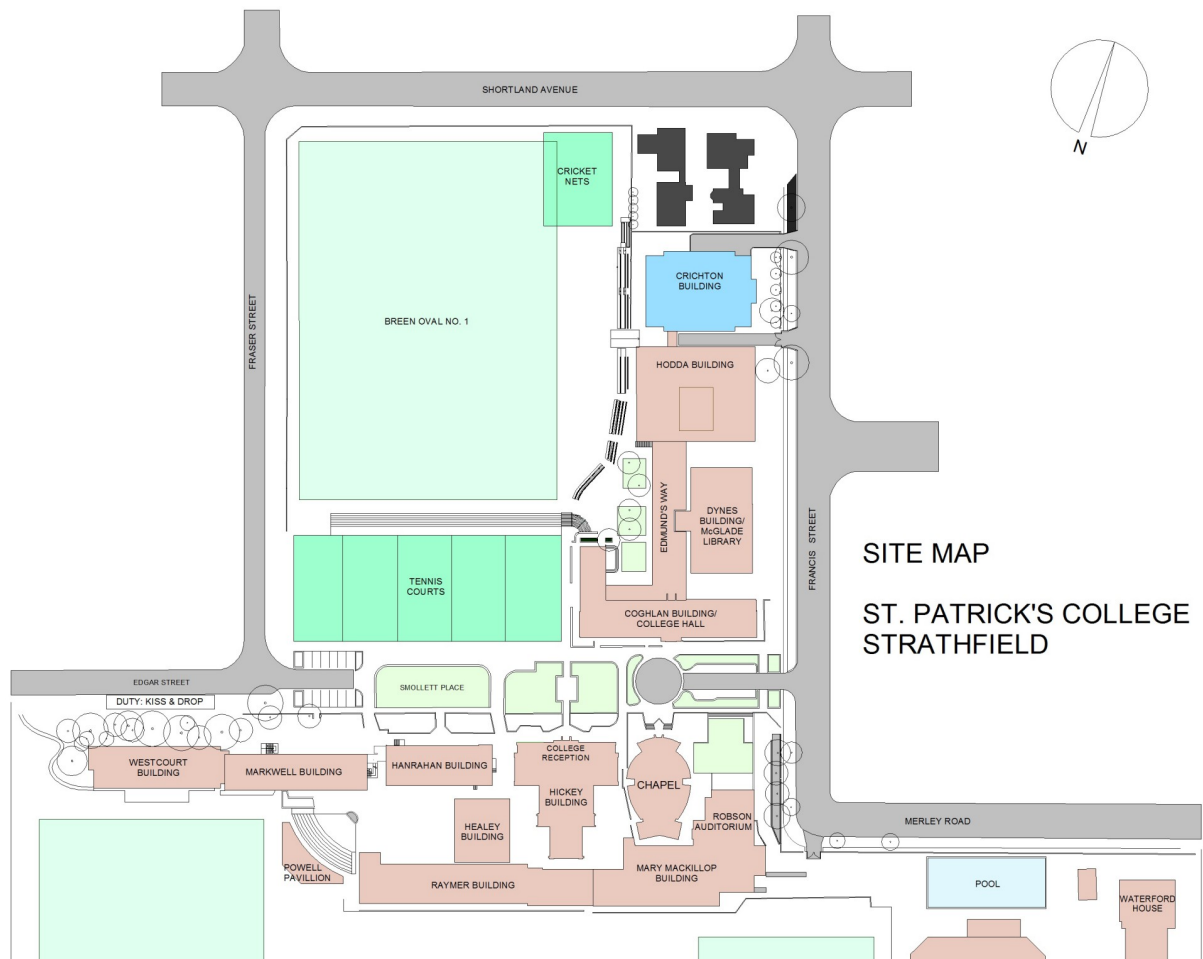 SHORTLAND AVENUE
N
CRICKET
NETS
CRICHTON
BUILDING
FRASER STREET
BREEN OVAL NO. 1
HODDA BUILDING
EDMUND'S WAY
DYNES
BUILDING/
McGLADE
LIBRARY
FRANCIS STREET
SITE MAP
ST. PATRICK'S COLLEGE
STRATHFIELD
TENNIS
COURTS
COGHLAN BUILDING/
COLLEGE HALL
EDGAR STREET
SMOLLETT PLACE
DUTY: KISS & DROP
WESTCOURT
BUILDING
MARKWELL BUILDING
HANRAHAN BUILDING
COLLEGE
RECEPTION
HICKEY
BUILDING
CHAPEL
HEALEY
BUILDING
ROBSON
AUDITORIUM
MERLEY ROAD
POWELL
PAVILLION
RAYMER BUILDING
MARY MACKILLOP
BUILDING
POOL
WATERFORD
HOUSE